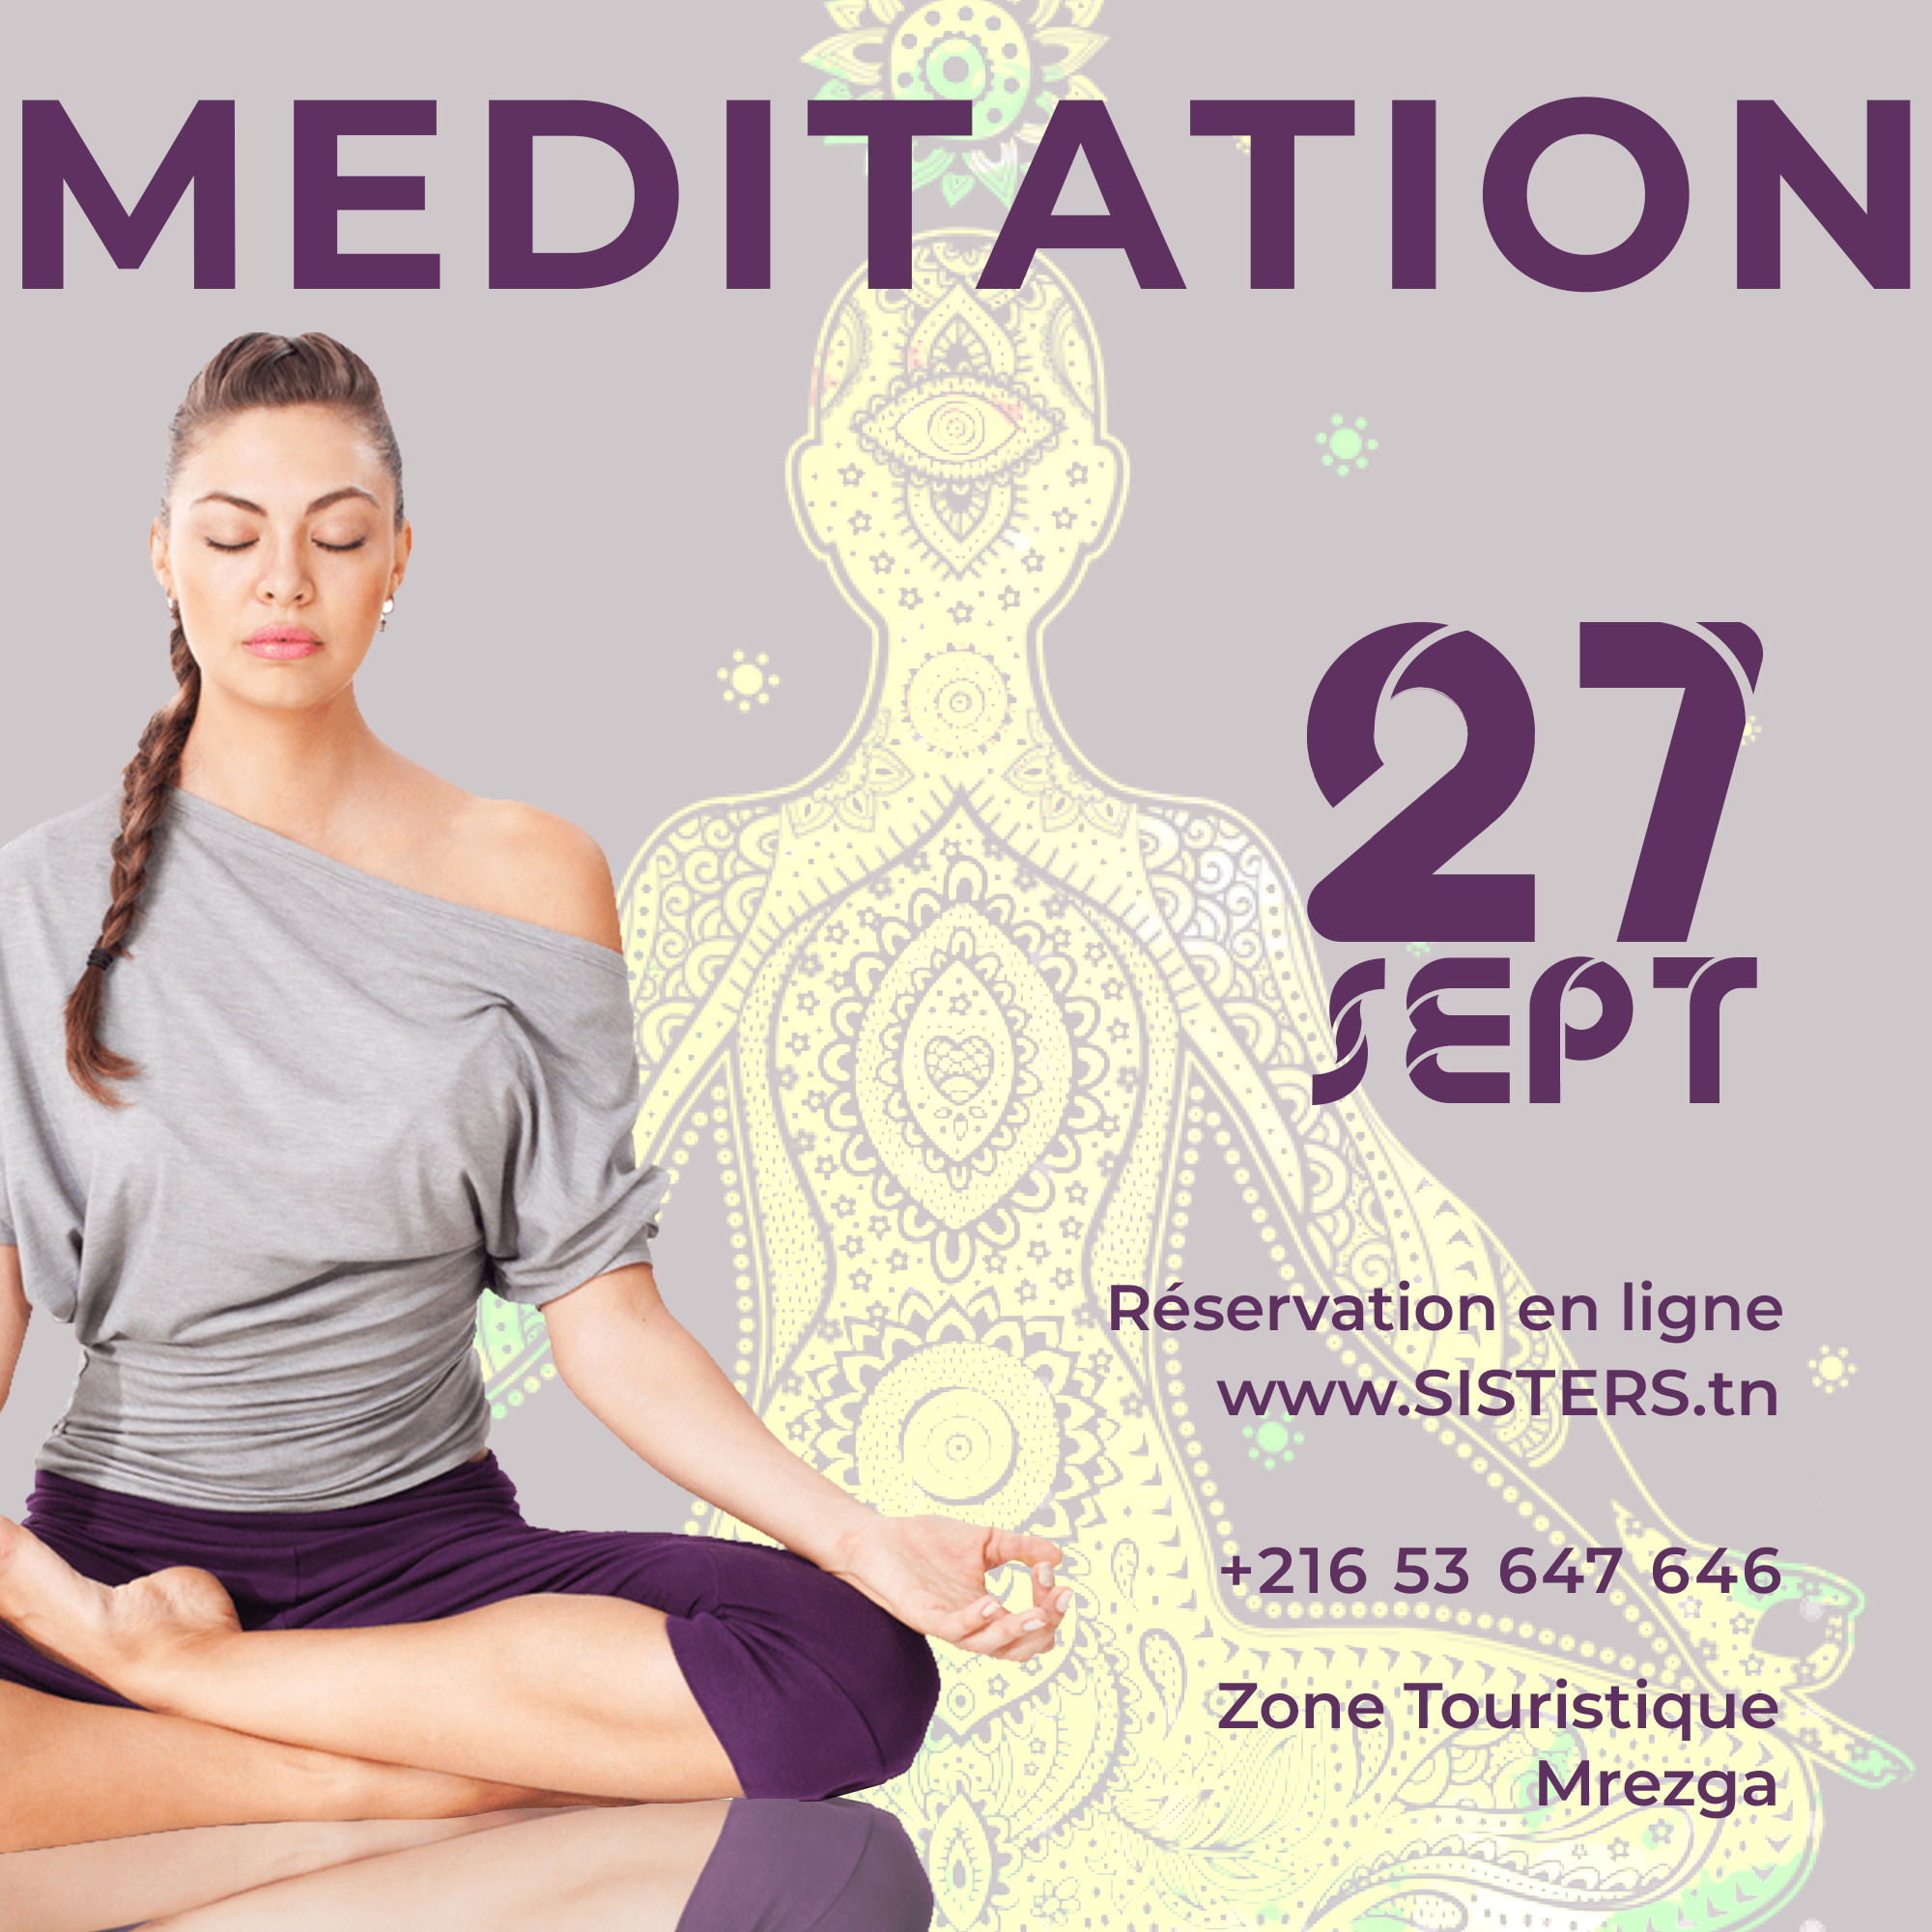 MEDITATION
27
SEPT
Réservation en ligne
www.SISTERS.tn
+216 53 647 646
Zone Touristique
Mrezga